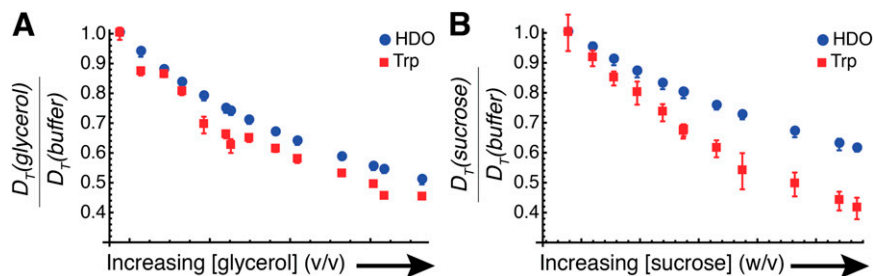 A
1.0
0.9
0.8
0.7
0.6
0.5
0.4
D_T(glycerol)
D_T(buffer)
HDO
Trp
Increasing [glycerol] (v/v)
B
1.0
0.9
0.8
0.7
0.6
0.5
0.4
D_T(sucrose)
D_T(buffer)
HDO
Trp
Increasing [sucrose] (w/v)